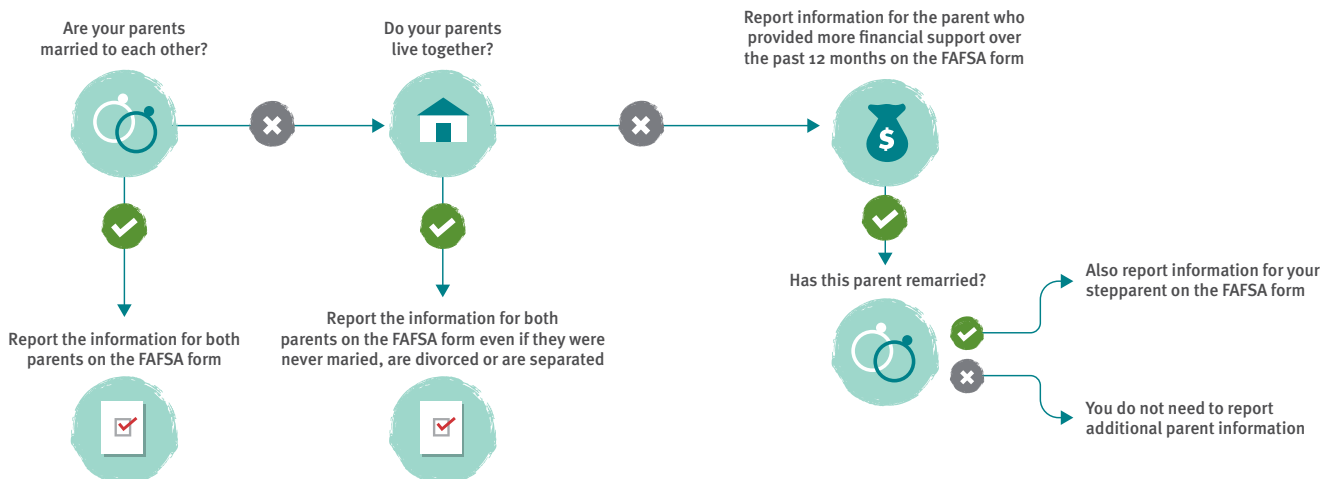 Are your parents
married to each other?
Do your parents
live together?
Report information for the parent who
provided more financial support over
the past 12 months on the FAFSA form
$
Has this parent remarried?
Also report information for your
stepparent on the FAFSA form
Report the information for both
parents on the FAFSA form
Report the information for both
parents on the FAFSA form even if they were
never maried, are divorced or are separated
You do not need to report
additional parent information